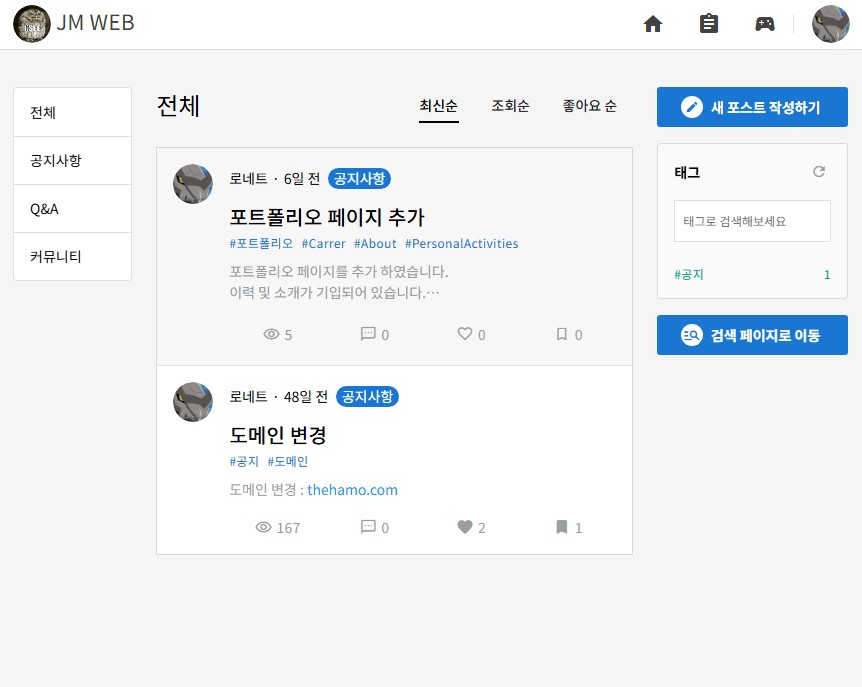 I SEE
JM WEB
전체
공지사항
Q&A
커뮤니티
전체
최신순 조회순 좋아요 순
로넷트 · 6일 전 공지사항
포트폴리오 페이지 추가
#포트폴리오 #Carrer #About #PersonalActivities
포트폴리오 페이지를 추가 하였습니다.
이력 및 소개가 기입되어 있습니다.…
5 0 0 0
로넷트 · 48일 전 공지사항
도메인 변경
#공지 #도메인
도메인 변경 : thehamo.com
167 0 2 1
새 포스트 작성하기
태그
태그로 검색해보세요
#공지 1
검색 페이지로 이동